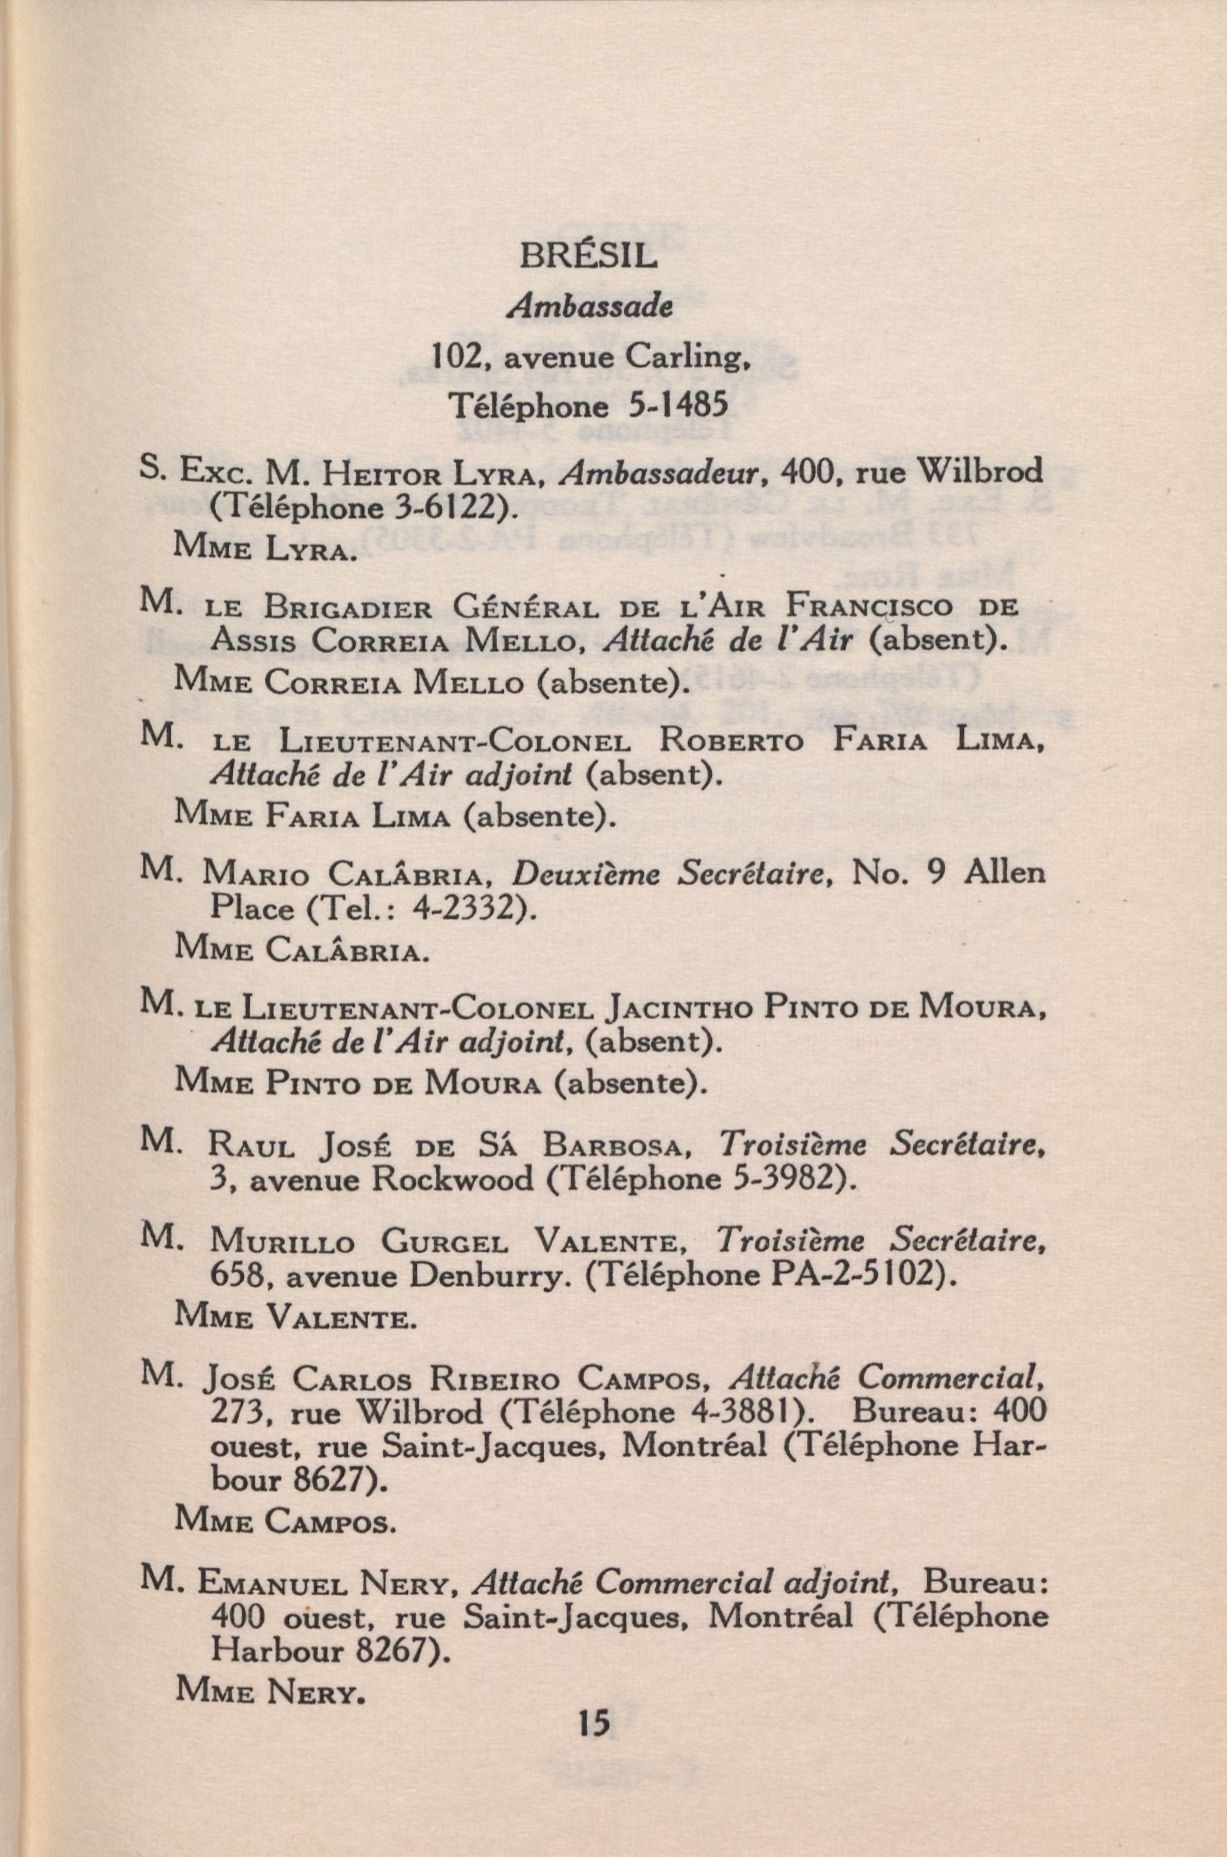 BRÉSIL
Ambassade
102, avenue Carling,
Téléphone 5-1485
S. Exc. M. Heitor Lyra, Ambassadeur, 400, rue Wilbrod
(Téléphone 3-6122).
Mme Lyra.
M. le Brigadier Général de l'Air Francisco de
Assis Correia Mello, Attaché de l'Air (absent).
Mme Correia Mello (absente).
M. le Lieutenant-Colonel Roberto Faria Lima,
Attaché de l'Air adjoint (absent).
Mme Faria Lima (absente).
M. Mario Calâbria, Deuxième Secrétaire, No. 9 Allen
Place (Tel.: 4-2332).
Mme Calâbria.
M. le Lieutenant-Colonel Jacintho Pinto de Moura,
Attaché de l'Air adjoint, (absent).
Mme Pinto de Moura (absente).
M. Raul José de Sá Barbosa, Troisième Secrétaire,
3, avenue Rockwood (Téléphone 5-3982).
M. Murillo Gurgel Valente, Troisième Secrétaire,
658, avenue Denburry. (Téléphone PA-2-5102).
Mme Valente.
M. José Carlos Ribeiro Campos, Attaché Commercial,
273, rue Wilbrod (Téléphone 4-3881). Bureau: 400
ouest, rue Saint-Jacques, Montréal (Téléphone Har-
bour 8627).
Mme Campos.
M. Emanuel Nery, Attaché Commercial adjoint, Bureau:
400 ouest, rue Saint-Jacques, Montréal (Téléphone
Harbour 8267).
Mme Nery.
15